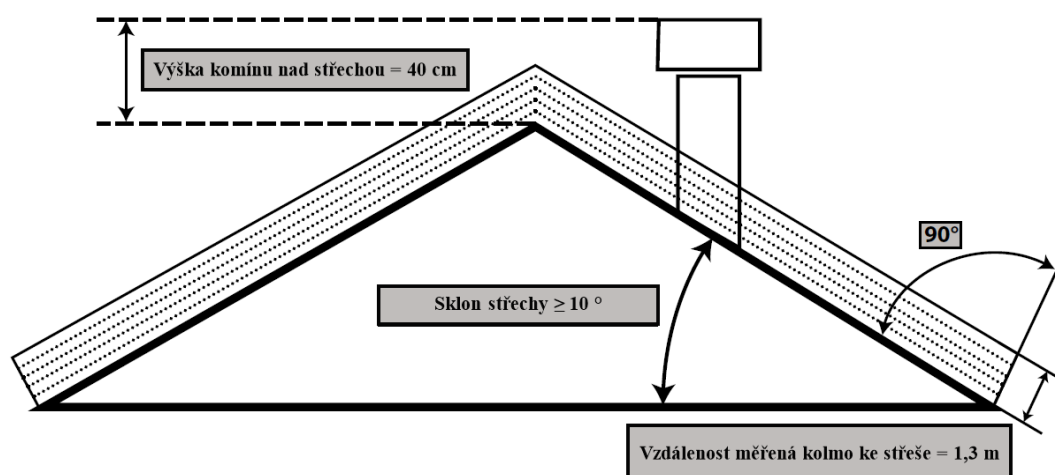 Výška komínu nad střechou = 40 cm
90°
Sklon střechy ≥ 10 °
Vzdálenost měřená kolmo ke střeše = 1,3 m